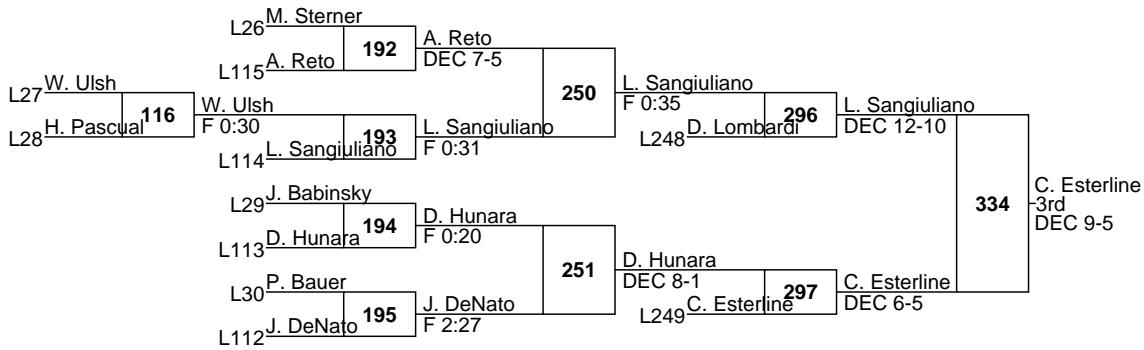 M. Sterner
L26
192
A. Reto
DEC 7-5
A. Reto
L115
W. Ulsh
L27
116
W. Ulsh
F 0:30
H. Pascual
L28
193
L. Sangiuliano
F 0:31
L. Sangiuliano
L114
250
L. Sangiuliano
F 0:35
296
L. Sangiuliano
DEC 12-10
D. Lombardi
L248
J. Babinsky
L29
194
D. Hunara
F 0:20
D. Hunara
L113
P. Bauer
L30
195
J. DeNato
F 2:27
J. DeNato
L112
251
D. Hunara
DEC 8-1
297
C. Esterline
DEC 6-5
C. Esterline
L249
334
C. Esterline
3rd
DEC 9-5